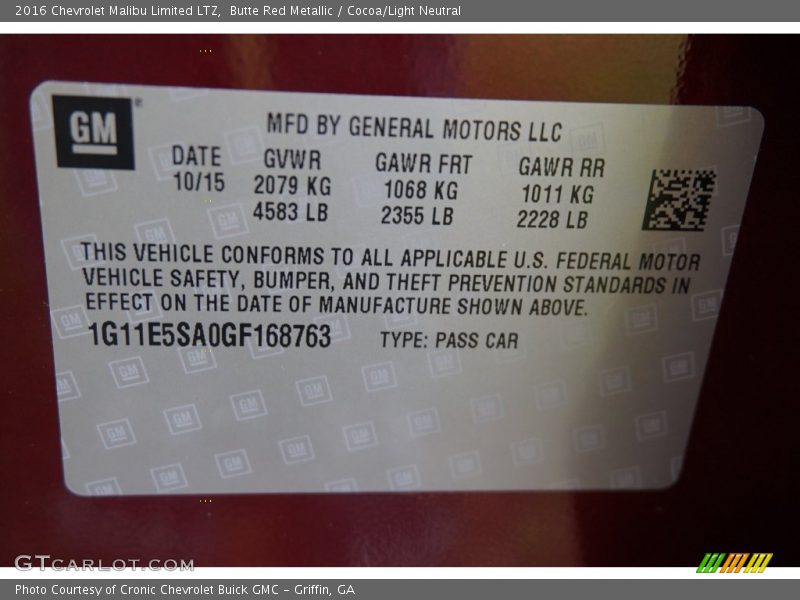 2016 Chevrolet Malibu Limited LTZ, Butte Red Metallic / Cocoa/Light Neutral
GM
MFD BY GENERAL MOTORS LLC
DATE GVWR GAWR FRT GAWR RR
10/15 2079 KG 1068 KG 1011 KG
4583 LB 2355 LB 2228 LB
THIS VEHICLE CONFORMS TO ALL APPLICABLE U.S. FEDERAL MOTOR
VEHICLE SAFETY, BUMPER, AND THEFT PREVENTION STANDARDS IN
EFFECT ON THE DATE OF MANUFACTURE SHOWN ABOVE.
1G11E5SA0GF168763 TYPE: PASS CAR
GTCARLOT.COM
Photo Courtesy of Cronic Chevrolet Buick GMC - Griffin, GA